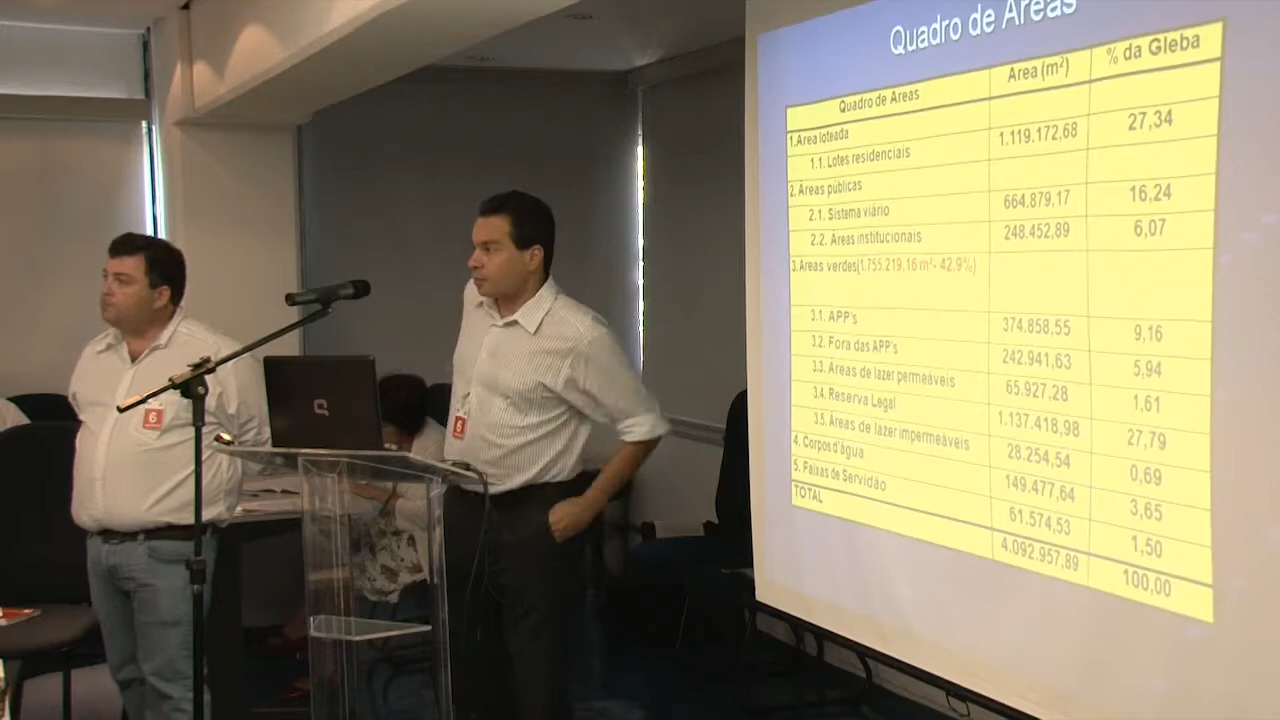 Quadro de Áreas
Quadro de Áreas Área (m²) % da Gleba
1.Área loteada
1.1. Lotes residenciais 1.119.172,68 27,34
2. Áreas públicas
2.1. Sistema viário 664.879,17 16,24
2.2. Áreas institucionais 248.452,89 6,07
3.Áreas verdes(1.755.219,16 m²- 42.9%)
3.1. APP's 374.858,55 9,16
3.2. Fora das APP's 242.941,63 5,94
3.3. Áreas de lazer permeáveis 65.927,28 1,61
3.4. Reserva Legal 1.137.418,98 27,79
3.5. Áreas de lazer impermeáveis 28.254,54 0,69
4. Corpos d'água 149.477,64 3,65
5. Faixas de Servidão 61.574,53 1,50
TOTAL 4.092.957,89 100,00
6
6